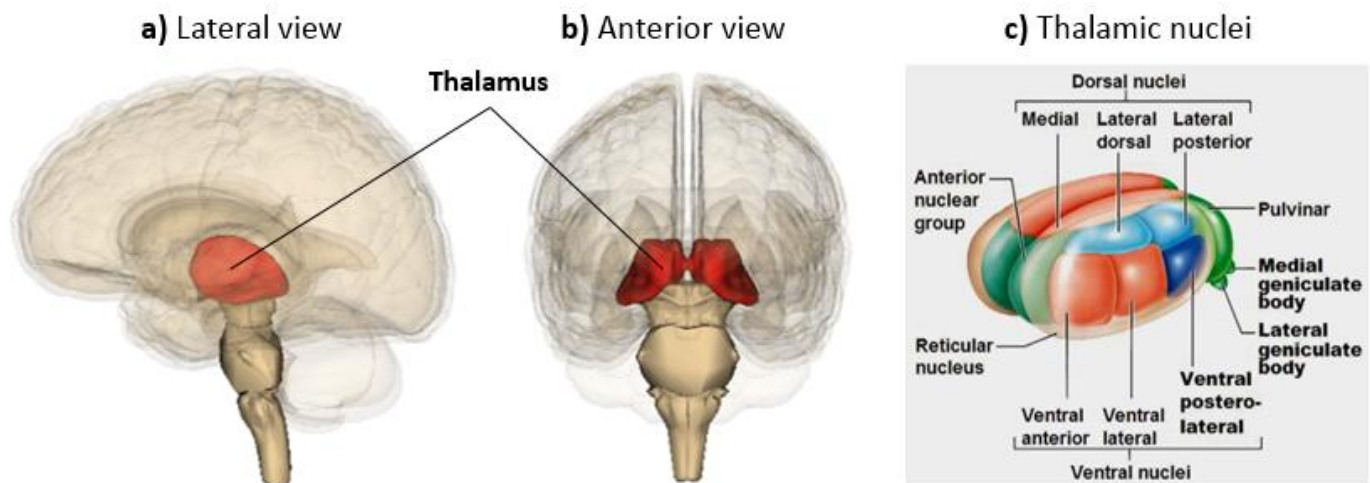 a) Lateral view
b) Anterior view
c) Thalamic nuclei
Thalamus
Dorsal nuclei
Medial
Lateral
dorsal
Lateral
posterior
Anterior
nuclear
group
Pulvinar
Medial
geniculate
body
Lateral
geniculate
body
Reticular
nucleus
Ventral
postero-
lateral
Ventral
anterior
Ventral
lateral
Ventral nuclei